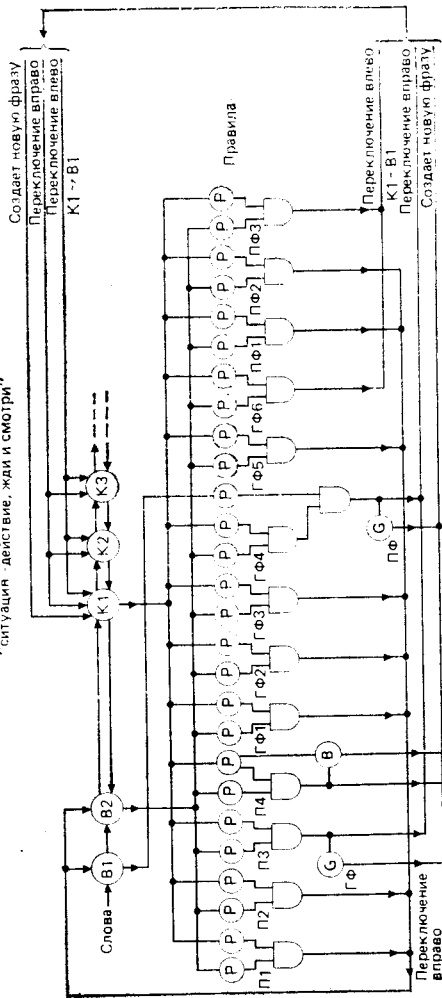 "ситуация - действие, жди и смотри"
Создает новую фразу
Переключение вправо
Переключение влево
К1 → В1
Слова
В1
В2
К1
К2
К3
Правила
Р Р Р Р Р Р Р Р Р Р Р Р Р Р Р Р Р Р Р Р Р Р Р Р Р Р
П1
П2
П3
П4
ГФ1
ГФ2
ГФ3
ГФ4
ГФ5
ГФ6
ПФ1
ПФ2
ПФ3
G
ГФ
В
G
ПФ
Переключение вправо
Переключение влево
К1 - В1
Переключение вправо
Создает новую фразу